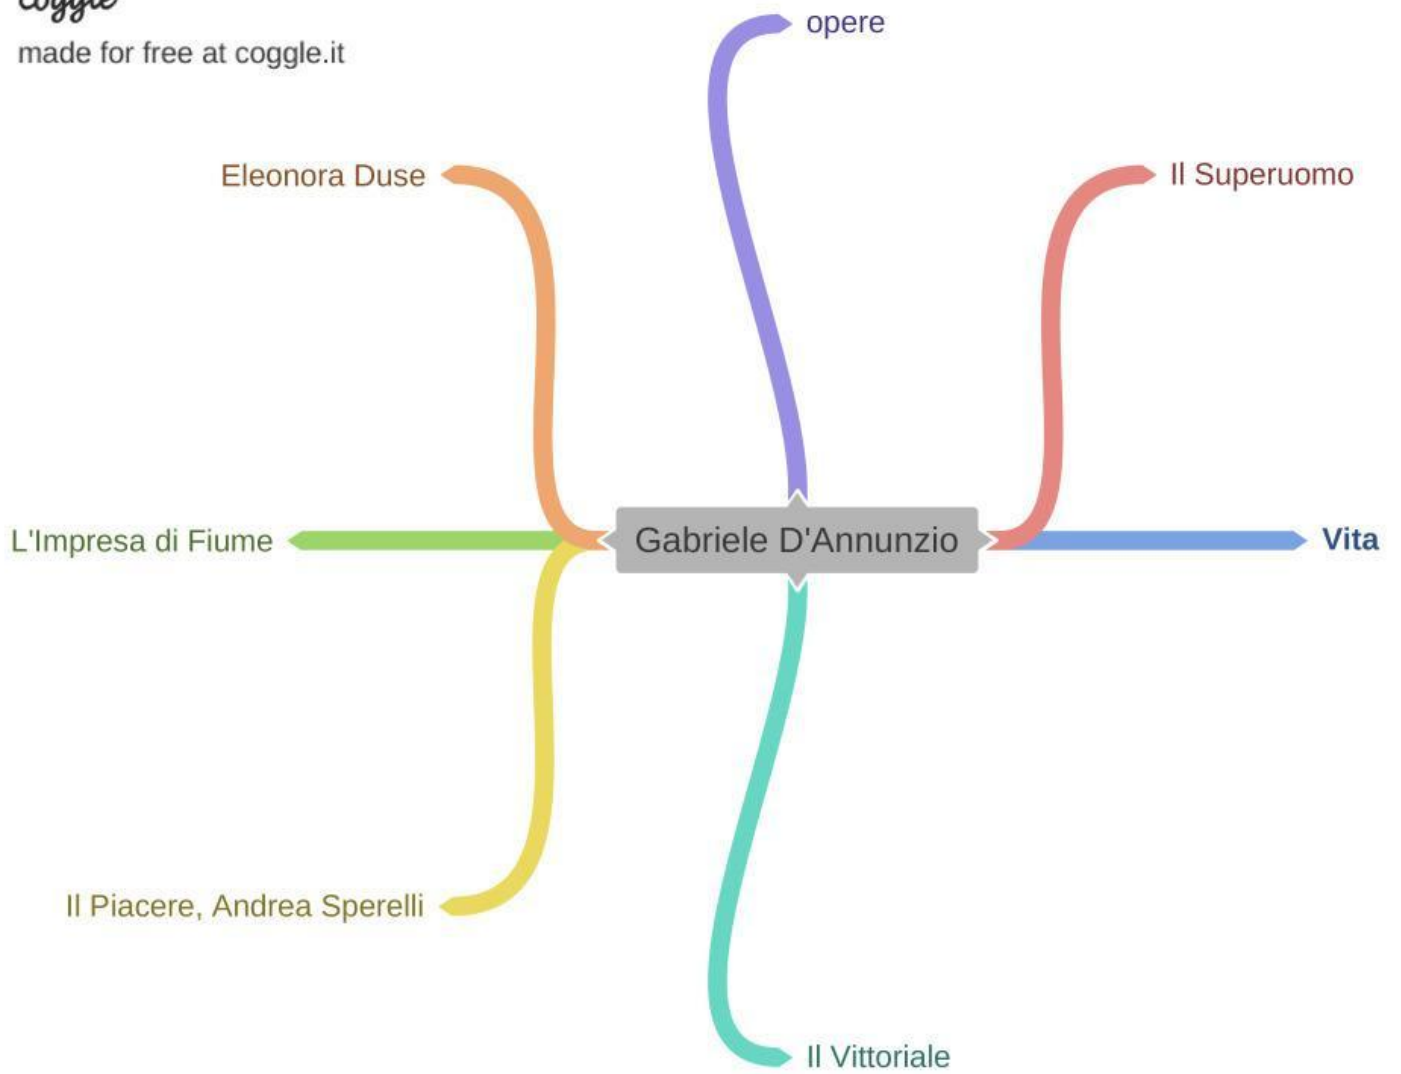 coggle
made for free at coggle.it
opere
Eleonora Duse
Il Superuomo
L'Impresa di Fiume
Gabriele D'Annunzio
Vita
Il Piacere, Andrea Sperelli
Il Vittoriale